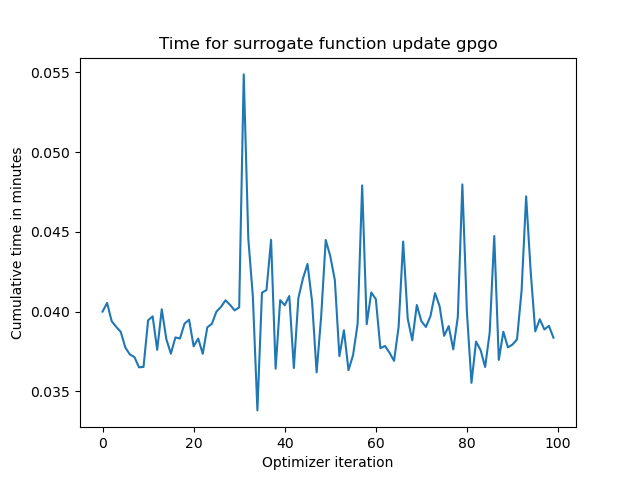 Time for surrogate function update gpgo
0.055
0.050
0.045
0.040
0.035
Cumulative time in minutes
0 20 40 60 80 100
Optimizer iteration